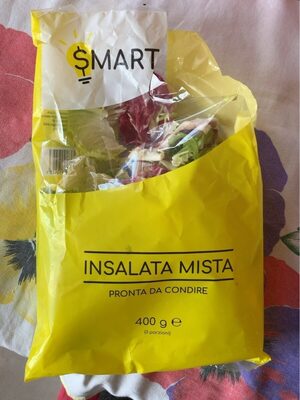 SMART
INSALATA MISTA
PRONTA DA CONDIRE
400 g ℮